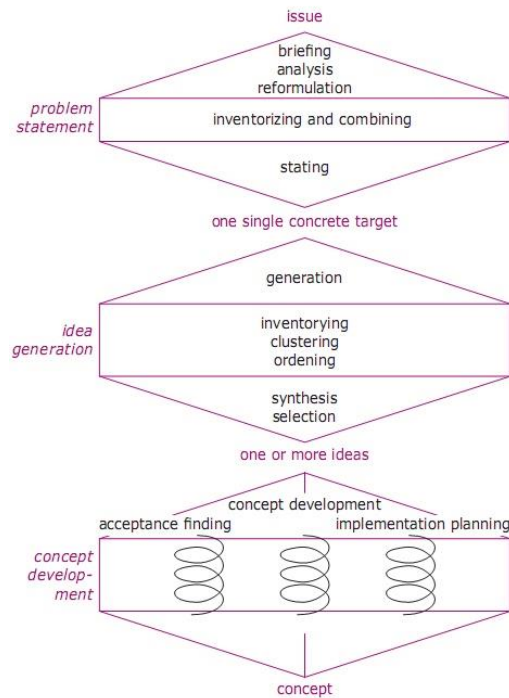 issue
briefing
analysis
reformulation
problem
statement
inventorizing and combining
stating
one single concrete target
generation
idea
generation
inventorying
clustering
ordening
synthesis
selection
one or more ideas
concept development
acceptance finding
implementation planning
concept
develop-
ment
concept